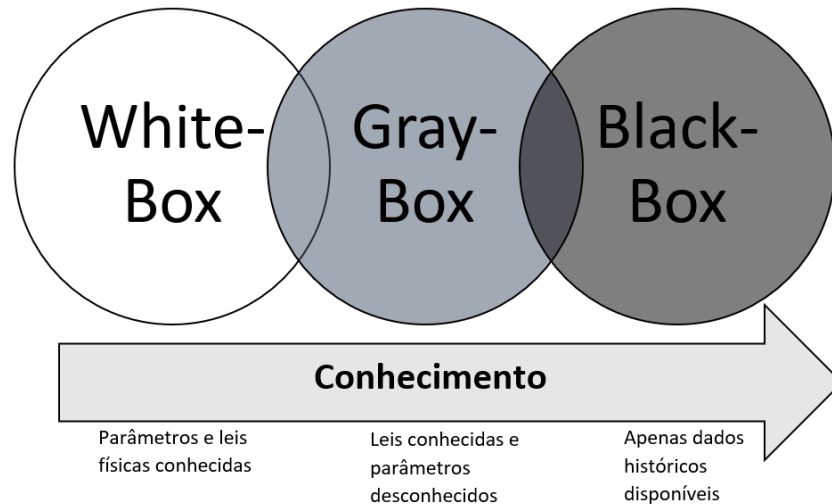 White-
Box
Gray-
Box
Black-
Box
Conhecimento
Parâmetros e leis
físicas conhecidas
Leis conhecidas e
parâmetros
desconhecidos
Apenas dados
históricos
disponíveis